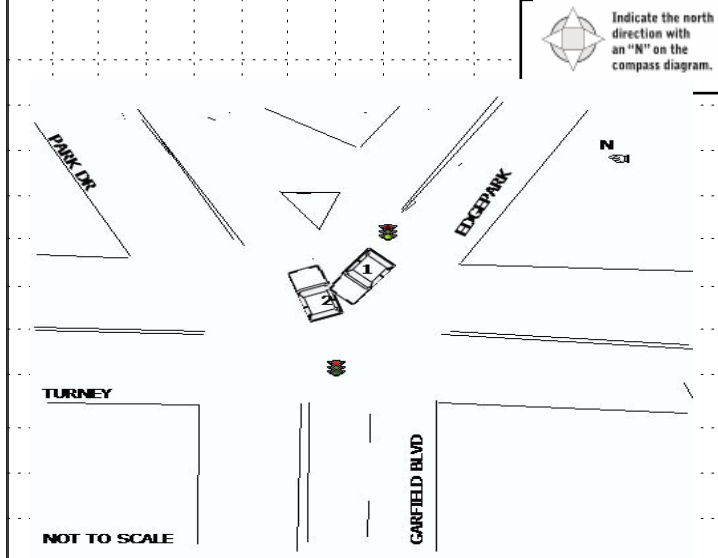 Indicate the north
direction with
an “N” on the
compass diagram.
PARK DR
N
EDGEPARK
1
2
TURNEY
GARFIELD BLVD
NOT TO SCALE